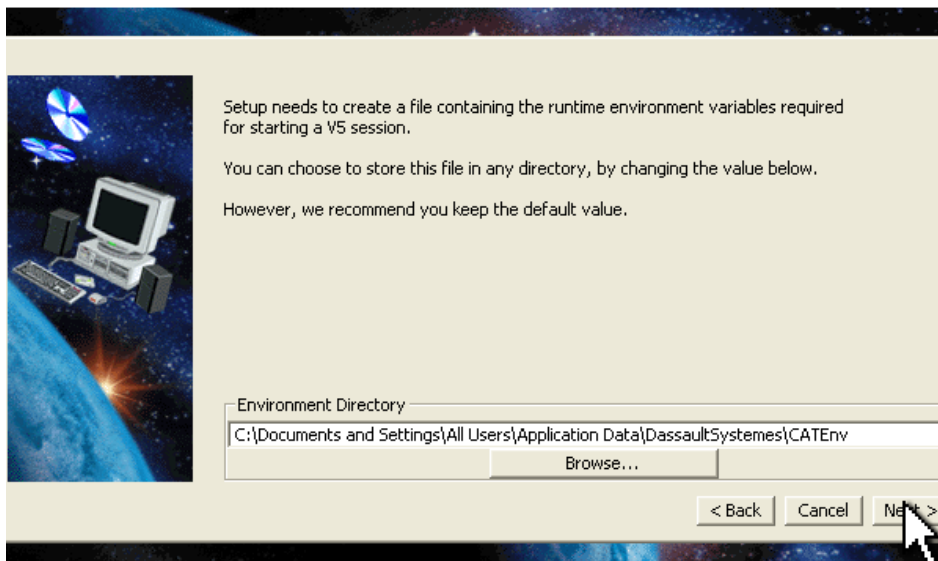 Setup needs to create a file containing the runtime environment variables required
for starting a V5 session.
You can choose to store this file in any directory, by changing the value below.
However, we recommend you keep the default value.
Environment Directory
C:\Documents and Settings\All Users\Application Data\DassaultSystemes\CATEnv
Browse...
< Back Cancel Next >